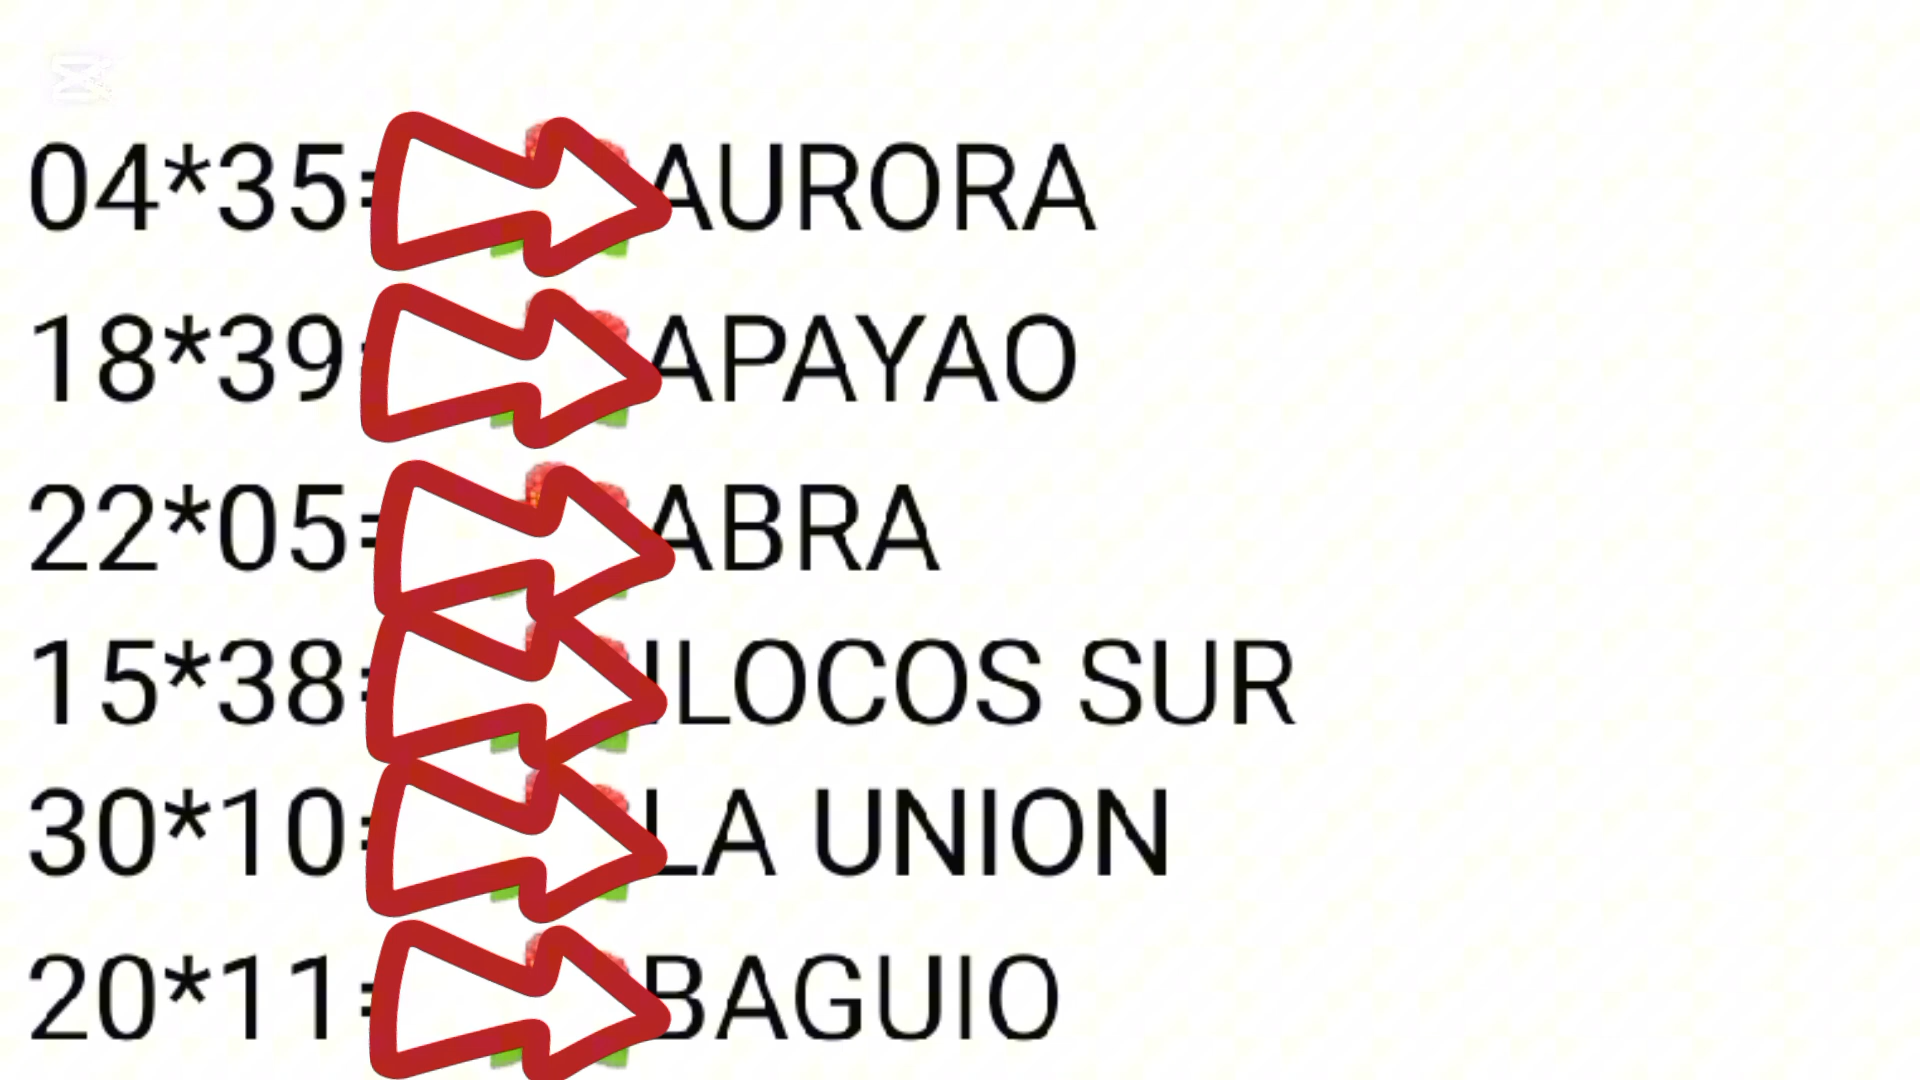 04*35= AURORA
18*39= APAYAO
22*05= ABRA
15*38= ILOCOS SUR
30*10= LA UNION
20*11= BAGUIO